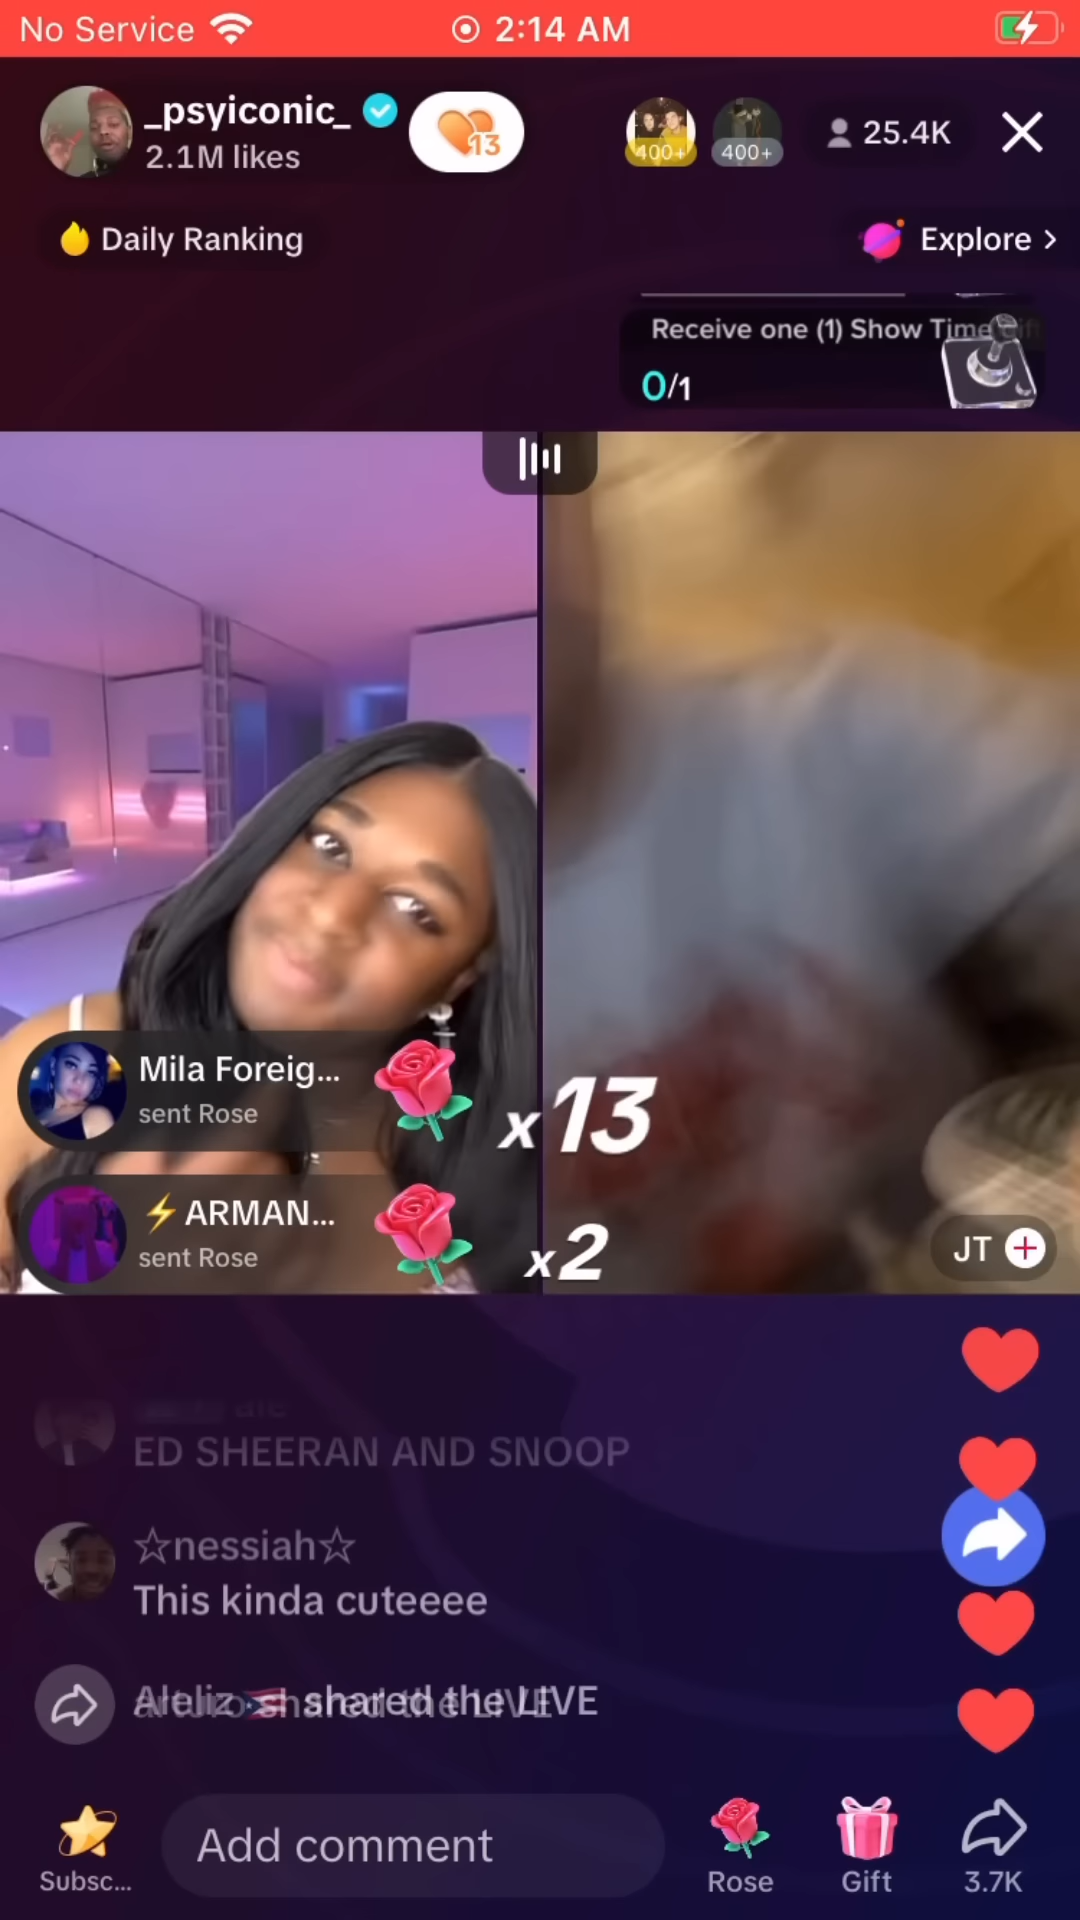 No Service
2:14 AM
_psyiconic_
2.1M likes
13
400+
400+
25.4K
Daily Ranking
Explore
Receive one (1) Show Time
0/1
Mila Foreig...
sent Rose
x13
⚡ARMAN...
sent Rose
x2
JT
ED SHEERAN AND SNOOP
☆nessiah☆
This kinda cuteeee
shared the LIVE
Subsc...
Add comment
Rose
Gift
3.7K